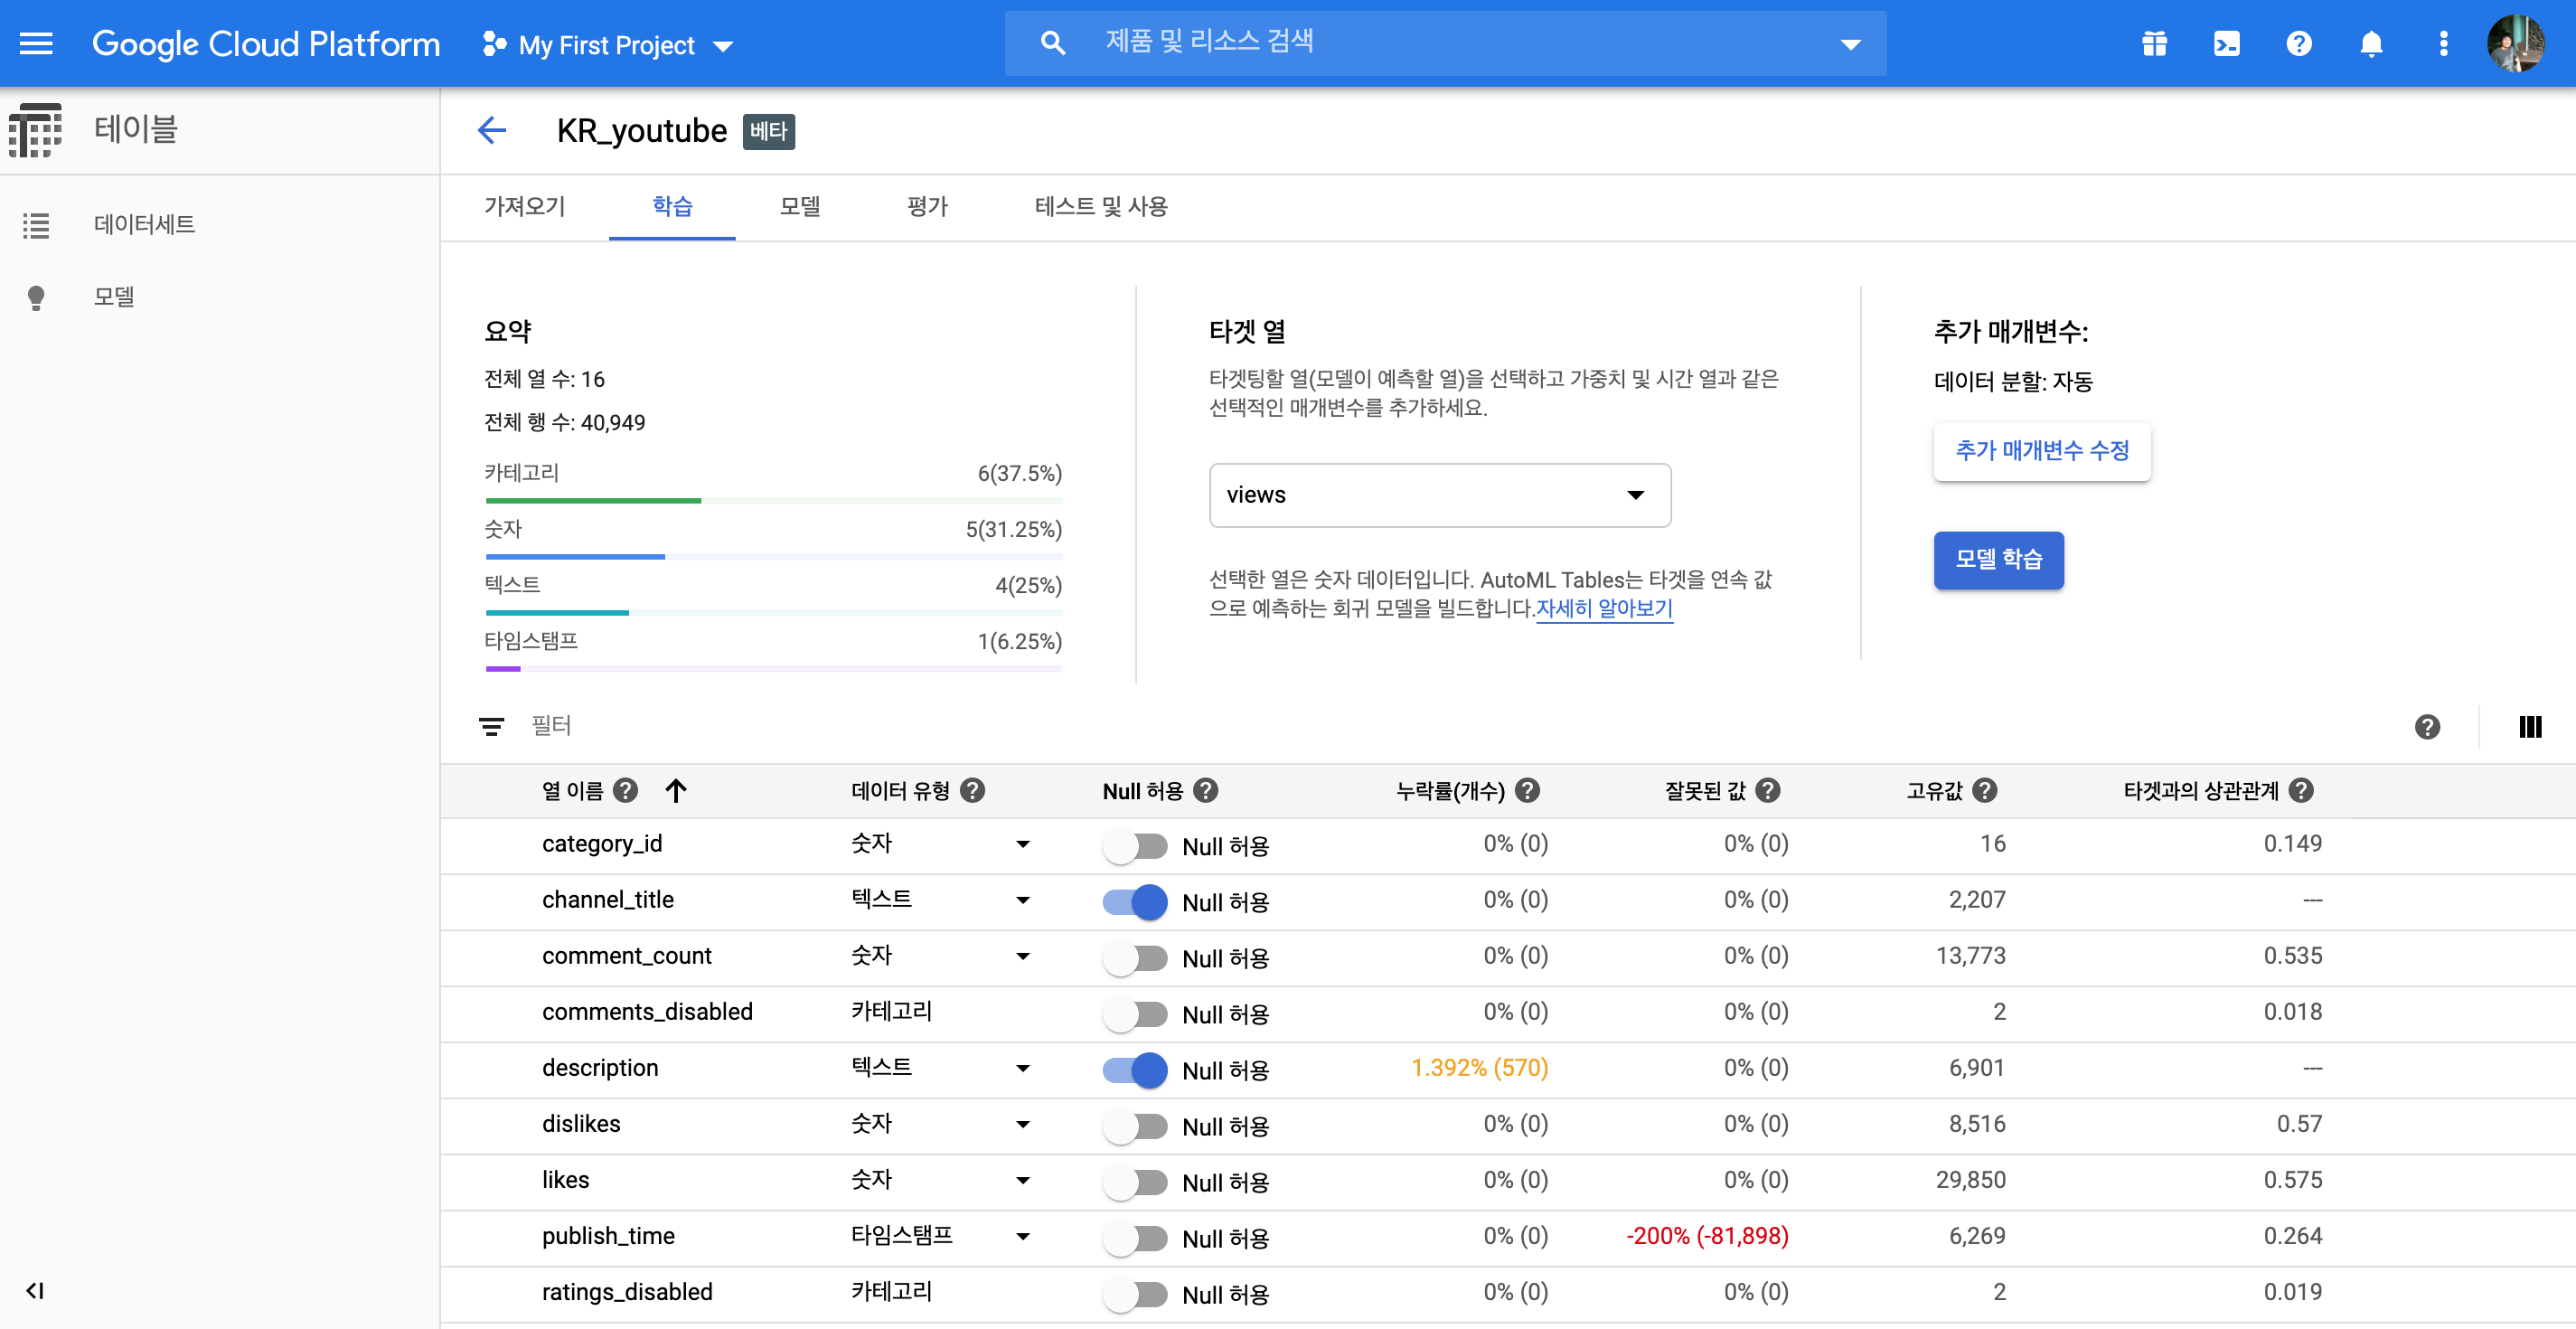 Google Cloud Platform
My First Project
제품 및 리소스 검색
테이블
KR_youtube
베타
데이터세트
모델
가져오기
학습
모델
평가
테스트 및 사용
요약
전체 열 수: 16
전체 행 수: 40,949
카테고리 6(37.5%)
숫자 5(31.25%)
텍스트 4(25%)
타임스탬프 1(6.25%)
타겟 열
타겟팅할 열(모델이 예측할 열)을 선택하고 가중치 및 시간 열과 같은
선택적인 매개변수를 추가하세요.
views
선택한 열은 숫자 데이터입니다. AutoML Tables는 타겟을 연속 값
으로 예측하는 회귀 모델을 빌드합니다.자세히 알아보기
추가 매개변수:
데이터 분할: 자동
추가 매개변수 수정
모델 학습
필터
열 이름 데이터 유형 Null 허용 누락률(개수) 잘못된 값 고유값 타겟과의 상관관계
category_id 숫자 Null 허용 0% (0) 0% (0) 16 0.149
channel_title 텍스트 Null 허용 0% (0) 0% (0) 2,207 ---
comment_count 숫자 Null 허용 0% (0) 0% (0) 13,773 0.535
comments_disabled 카테고리 Null 허용 0% (0) 0% (0) 2 0.018
description 텍스트 Null 허용 1.392% (570) 0% (0) 6,901 ---
dislikes 숫자 Null 허용 0% (0) 0% (0) 8,516 0.57
likes 숫자 Null 허용 0% (0) 0% (0) 29,850 0.575
publish_time 타임스탬프 Null 허용 0% (0) -200% (-81,898) 6,269 0.264
ratings_disabled 카테고리 Null 허용 0% (0) 0% (0) 2 0.019